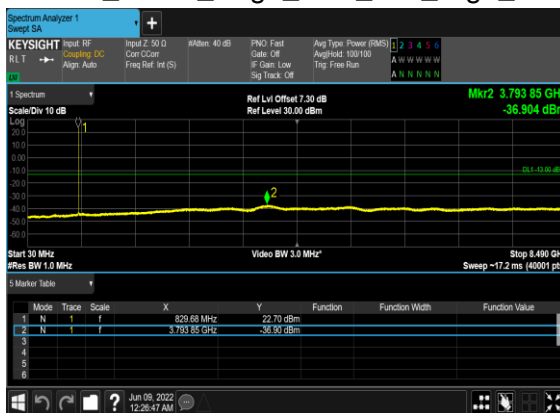 Spectrum Analyzer 1
Swept SA
+
KEYSIGHT Input: RF Input Z: 50 Ω #Atten: 40 dB PNO: Fast Avg Type: Power (RMS) 1 2 3 4 5 6
RLT Coupling: DC Corr CCorr Gate: Off Avg|Hold: 100/100 A W W W W W
Align: Auto Freq Ref: Int (S) IF Gain: Low Trig: Free Run
Sig Track: Off A N N N N N
1 Spectrum
Ref Lvl Offset 7.30 dB Mkr2 3.793 85 GH
Scale/Div 10 dB Ref Level 30.00 dBm -36.904 dB
Log
1
20.0
10.0
0.00
-10.0 DL1 -13.00 dB
-20.0
2
-30.0
-40.0
-50.0
-60.0
Start 30 MHz Video BW 3.0 MHz* Stop 8.490 GH
#Res BW 1.0 MHz Sweep ~17.2 ms (40001 pt
5 Marker Table
Mode Trace Scale X Y Function Function Width Function Value
1 N 1 f 829.68 MHz 22.70 dBm
2 N 1 f 3.793 85 GHz -36.90 dBm
3
4
5
6
? Jun 09, 2022
12:26:47 AM